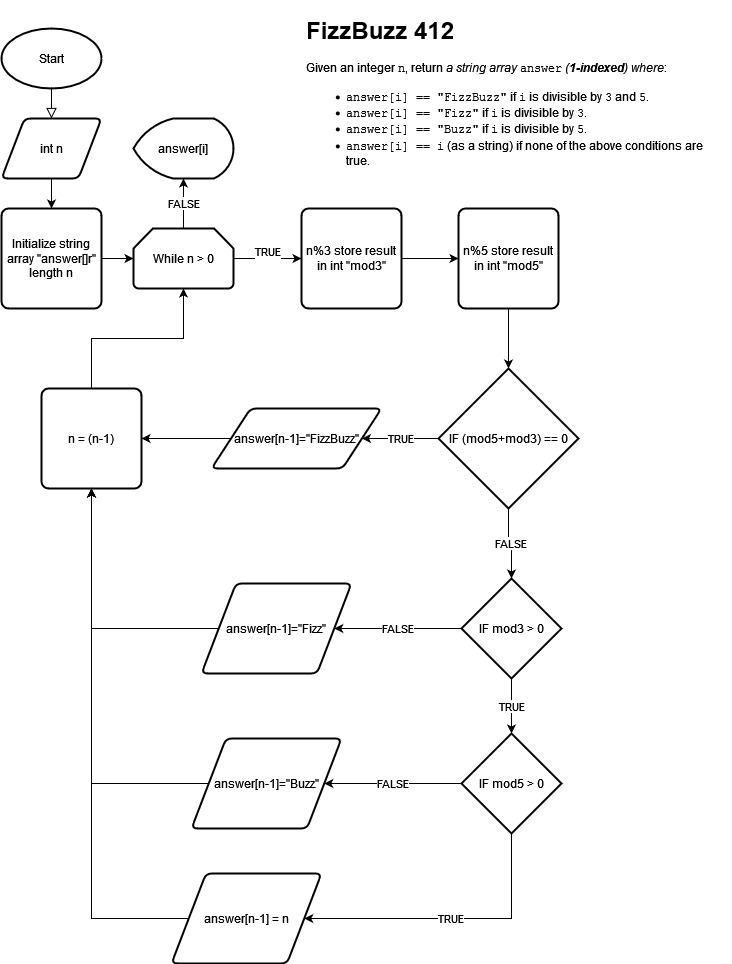 FizzBuzz 412
Given an integer n, return a string array answer (1-indexed) where:
answer[i] == "FizzBuzz" if i is divisible by 3 and 5.
answer[i] == "Fizz" if i is divisible by 3.
answer[i] == "Buzz" if i is divisible by 5.
answer[i] == i (as a string) if none of the above conditions are
true.
Start
int n
answer[i]
FALSE
Initialize string
array "answer[]r"
length n
While n > 0
TRUE
n%3 store result
in int "mod3"
n%5 store result
in int "mod5"
n = (n-1)
answer[n-1]="FizzBuzz"
TRUE
IF (mod5+mod3) == 0
FALSE
answer[n-1]="Fizz"
FALSE
IF mod3 > 0
TRUE
answer[n-1]="Buzz"
FALSE
IF mod5 > 0
answer[n-1] = n
TRUE